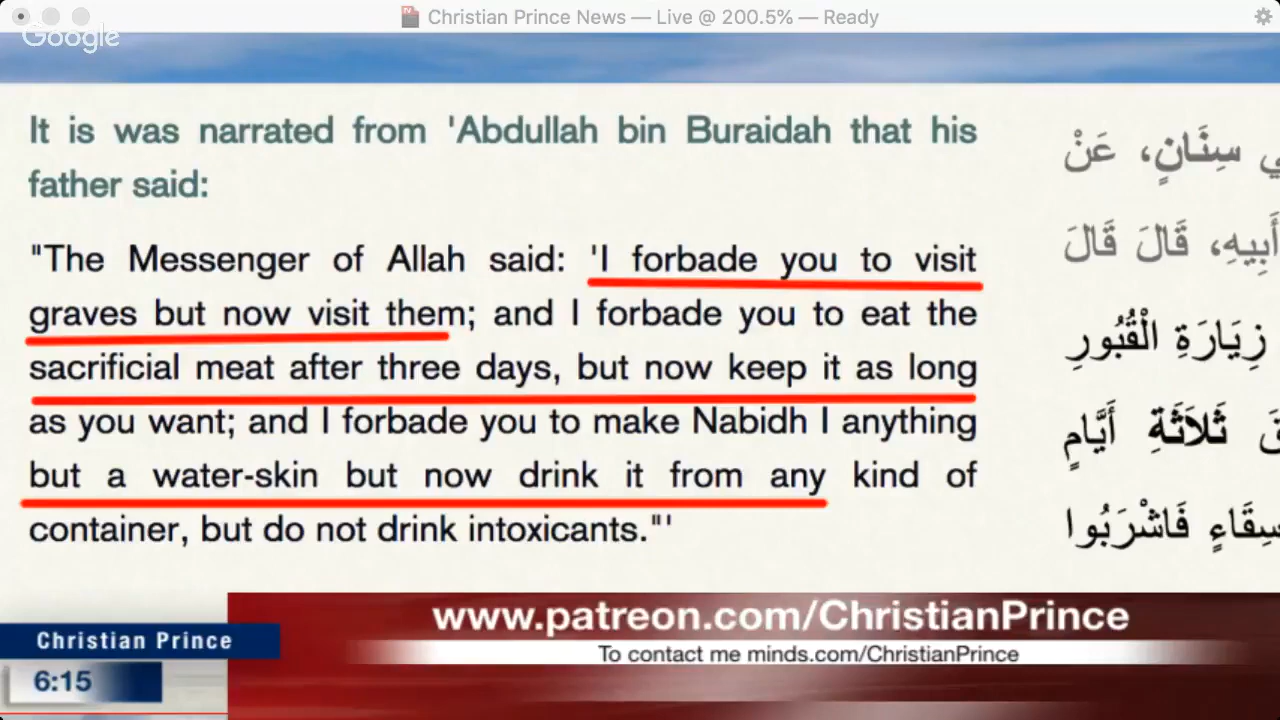 Christian Prince News — Live @ 200.5% — Ready
Google
It is was narrated from 'Abdullah bin Buraidah that his
father said:
"The Messenger of Allah said: 'I forbade you to visit
graves but now visit them; and I forbade you to eat the
sacrificial meat after three days, but now keep it as long
as you want; and I forbade you to make Nabidh I anything
but a water-skin but now drink it from any kind of
container, but do not drink intoxicants."'
سِنَانٍ، عَنْ
أَبِيهِ، قَالَ قَالَ
زِيَارَةِ الْقُبُورِ
ثَلاَثَةِ أَيَّامٍ
سِقَاءٍ فَاشْرَبُوا
www.patreon.com/ChristianPrince
To contact me minds.com/ChristianPrince
Christian Prince
6:15